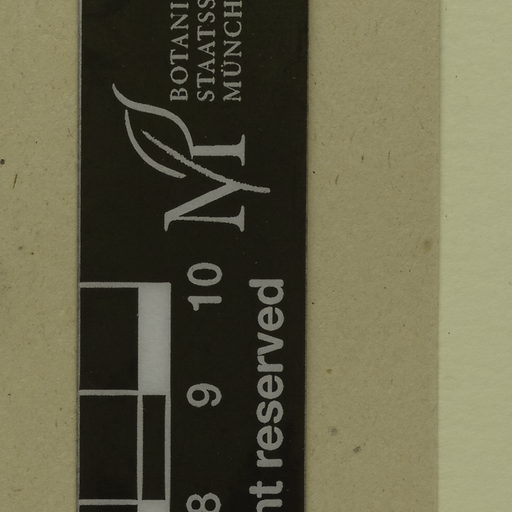 BOTANI
STAATSS
MÜNCH
10
9
8
nt reserved